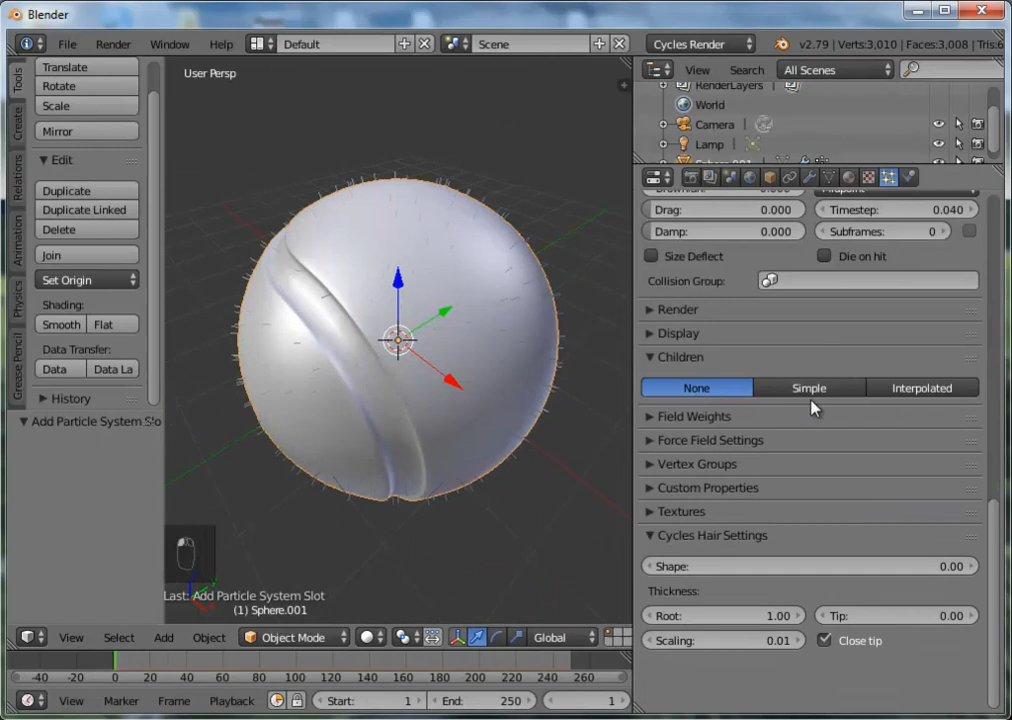 Blender
File Render Window Help Default Scene Cycles Render v2.79 | Verts:3,010 | Faces:3,008 | Tris:6
Translate
Rotate
Scale
Mirror
Edit
Duplicate
Duplicate Linked
Delete
Join
Set Origin
Shading:
Smooth Flat
Data Transfer:
Data Data La
History
Add Particle System Slo
Tools
Create
Relations
Animation
Physics
Grease Pencil
User Persp
Last: Add Particle System Slot
(1) Sphere.001
View Search All Scenes
RenderLayers
World
Camera
Lamp
Sphere.001
Brownian: 0.000 Midpoint
Drag: 0.000 Timestep: 0.040
Damp: 0.000 Subframes: 0
Size Deflect Die on hit
Collision Group:
Render
Display
Children
None Simple Interpolated
Field Weights
Force Field Settings
Vertex Groups
Custom Properties
Textures
Cycles Hair Settings
Shape: 0.00
Thickness:
Root: 1.00 Tip: 0.00
Scaling: 0.01 Close tip
View Select Add Object Object Mode Global
-40 -20 0 20 40 60 80 100 120 140 160 180 200 220 240 260
View Marker Frame Playback Start: 1 End: 250 1